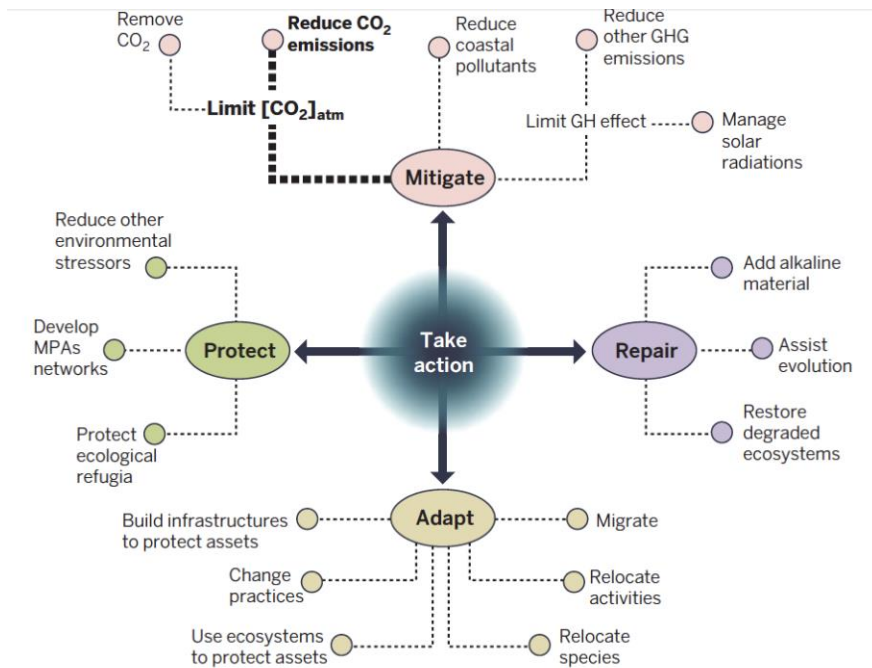 Remove
CO₂
Reduce CO₂
emissions
Reduce
coastal
pollutants
Reduce
other GHG
emissions
Limit [CO₂]atm
Limit GH effect
Manage
solar
radiations
Mitigate
Reduce other
environmental
stressors
Develop
MPAs
networks
Protect
ecological
refugia
Protect
Take
action
Repair
Add alkaline
material
Assist
evolution
Restore
degraded
ecosystems
Adapt
Build infrastructures
to protect assets
Change
practices
Use ecosystems
to protect assets
Migrate
Relocate
activities
Relocate
species